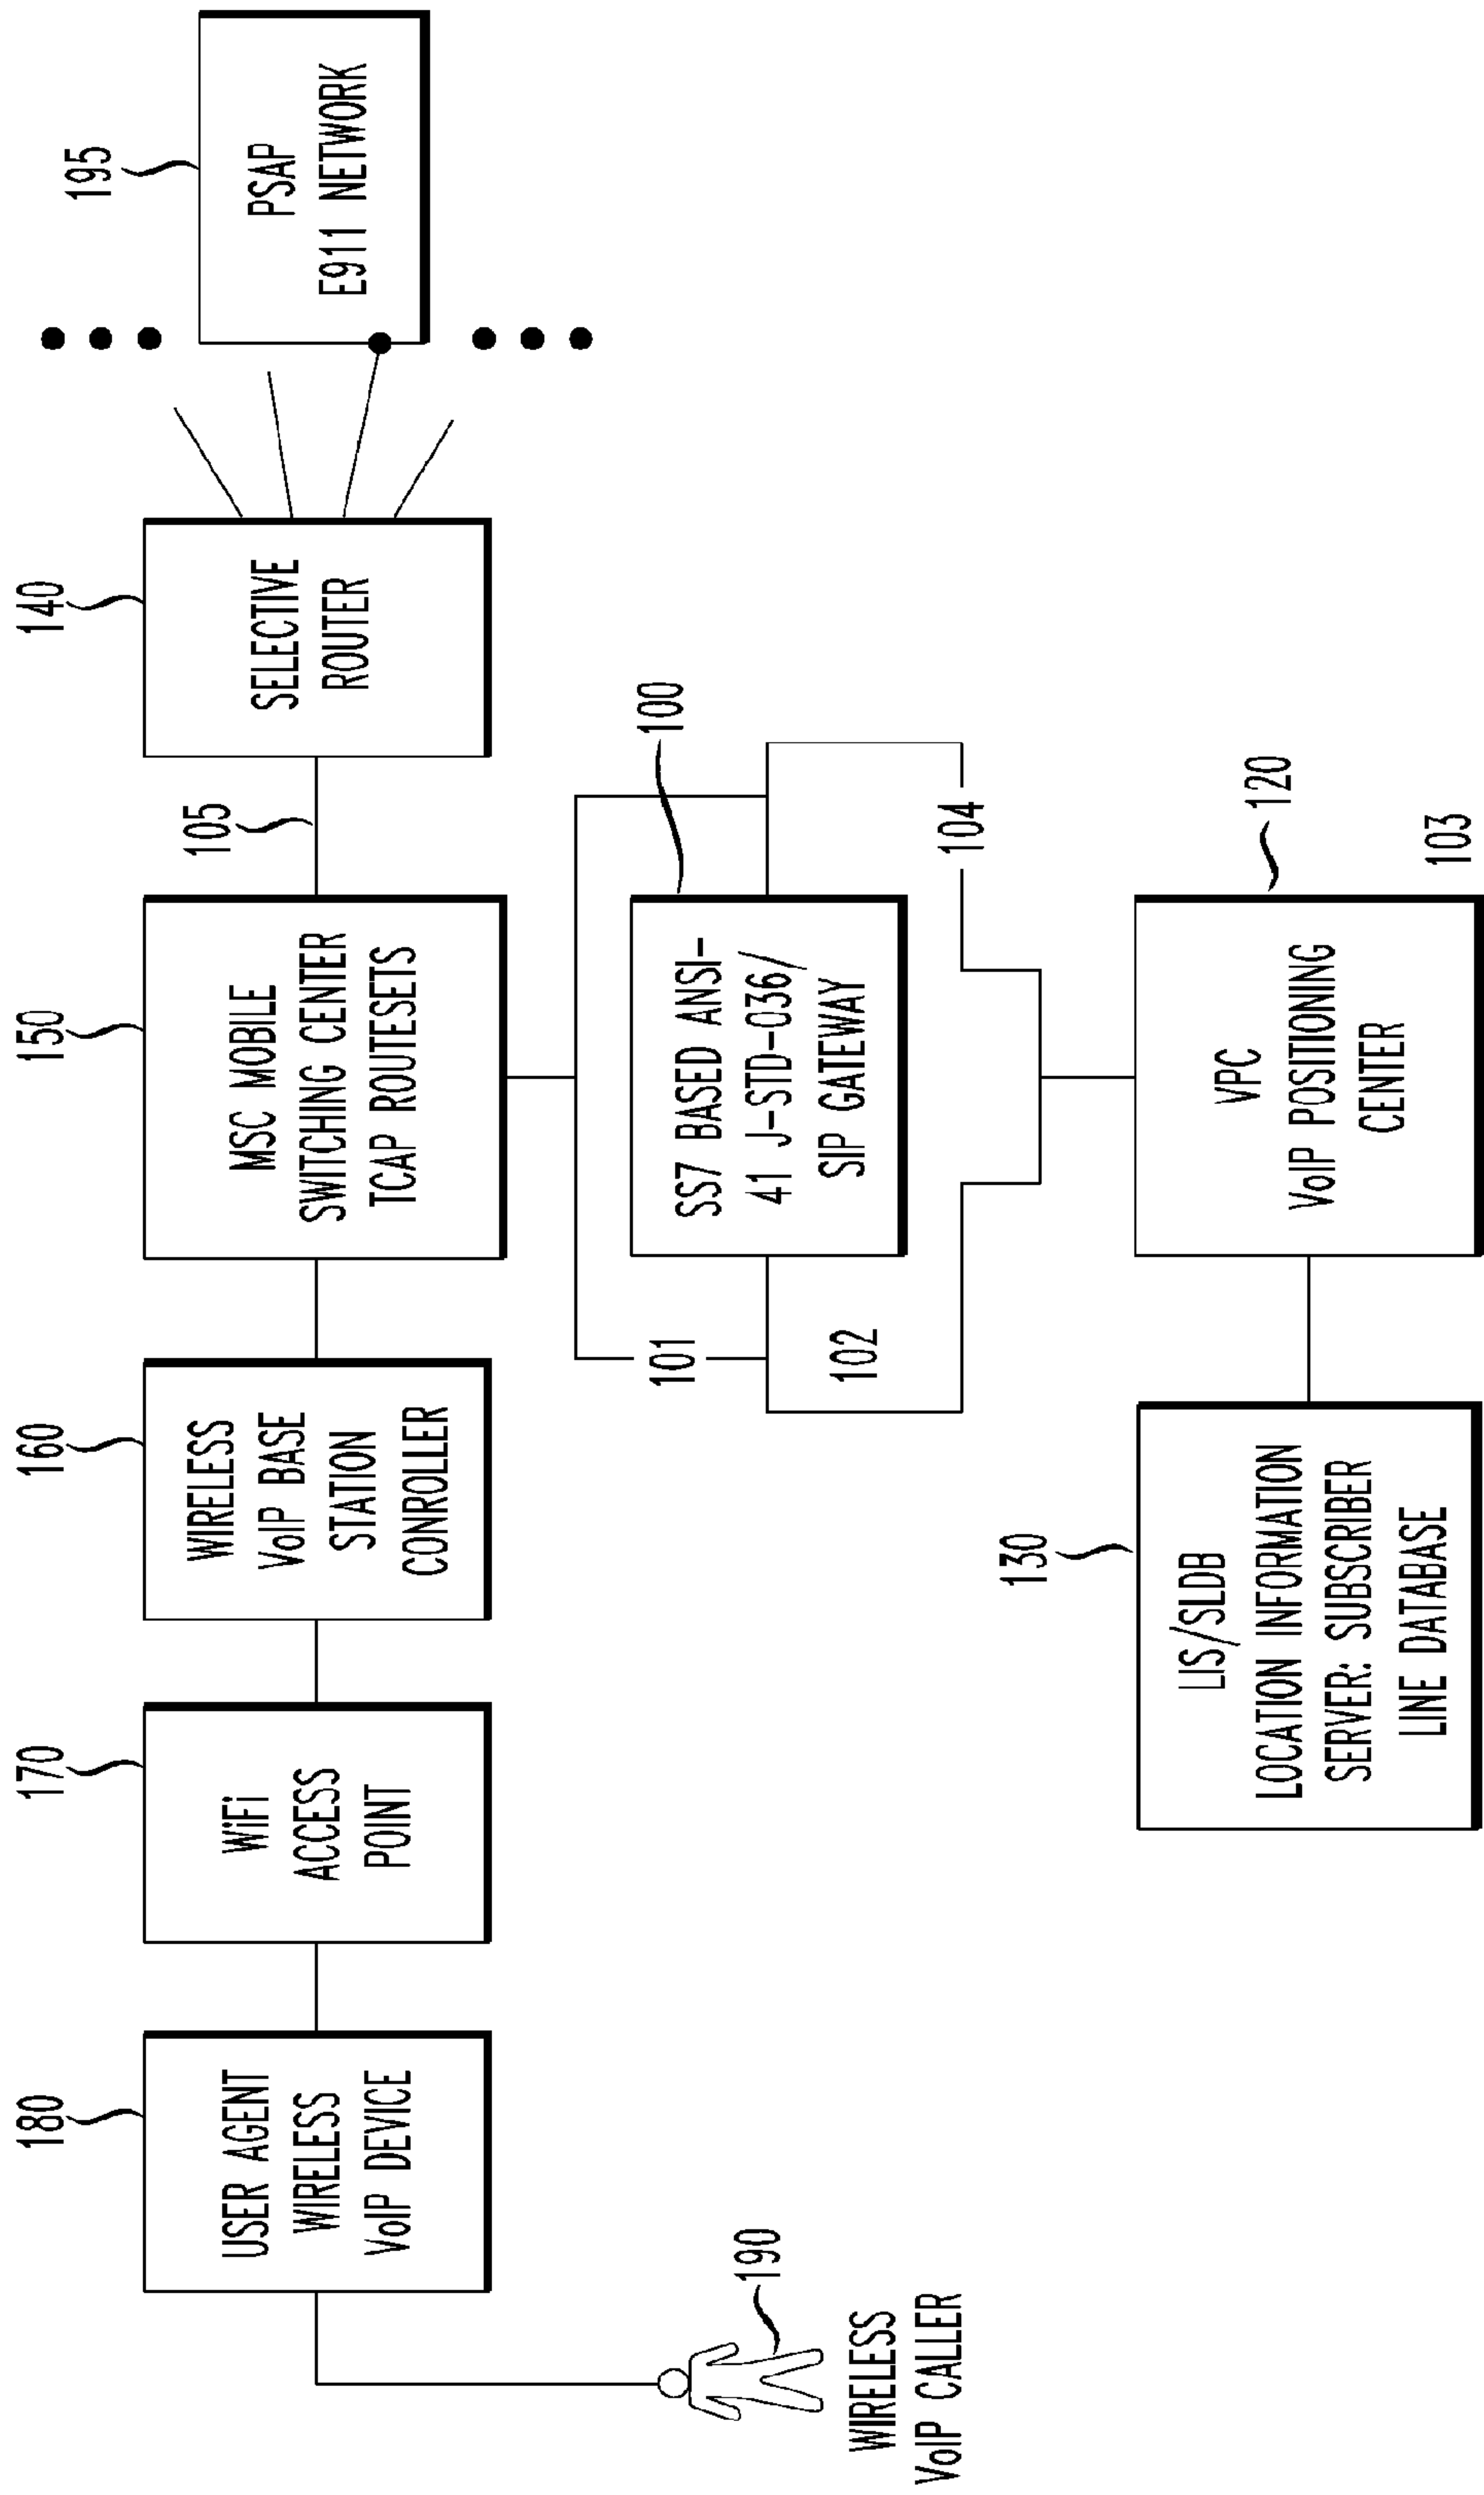 180
USER AGENT
WIRELESS
VoIP DEVICE
170
WiFi
ACCESS
POINT
160
WIRELESS
VoIP BASE
STATION
CONROLLER
150
MSC MOBILE
SWITCHING CENTER
TCAP ROUTESETS
105
140
SELECTIVE
ROUTER
195
PSAP
E911 NETWORK
190
WIRELESS
VoIP CALLER
101
102
100
SS7 BASED ANSI-
41 J-STD-036/
SIP GATEWAY
104
130
LIS/SLDB
LOCATION INFORMATION
SERVER: SUBSCRIBER
LINE DATABASE
120
VPC
VoIP POSITIONING
CENTER
103